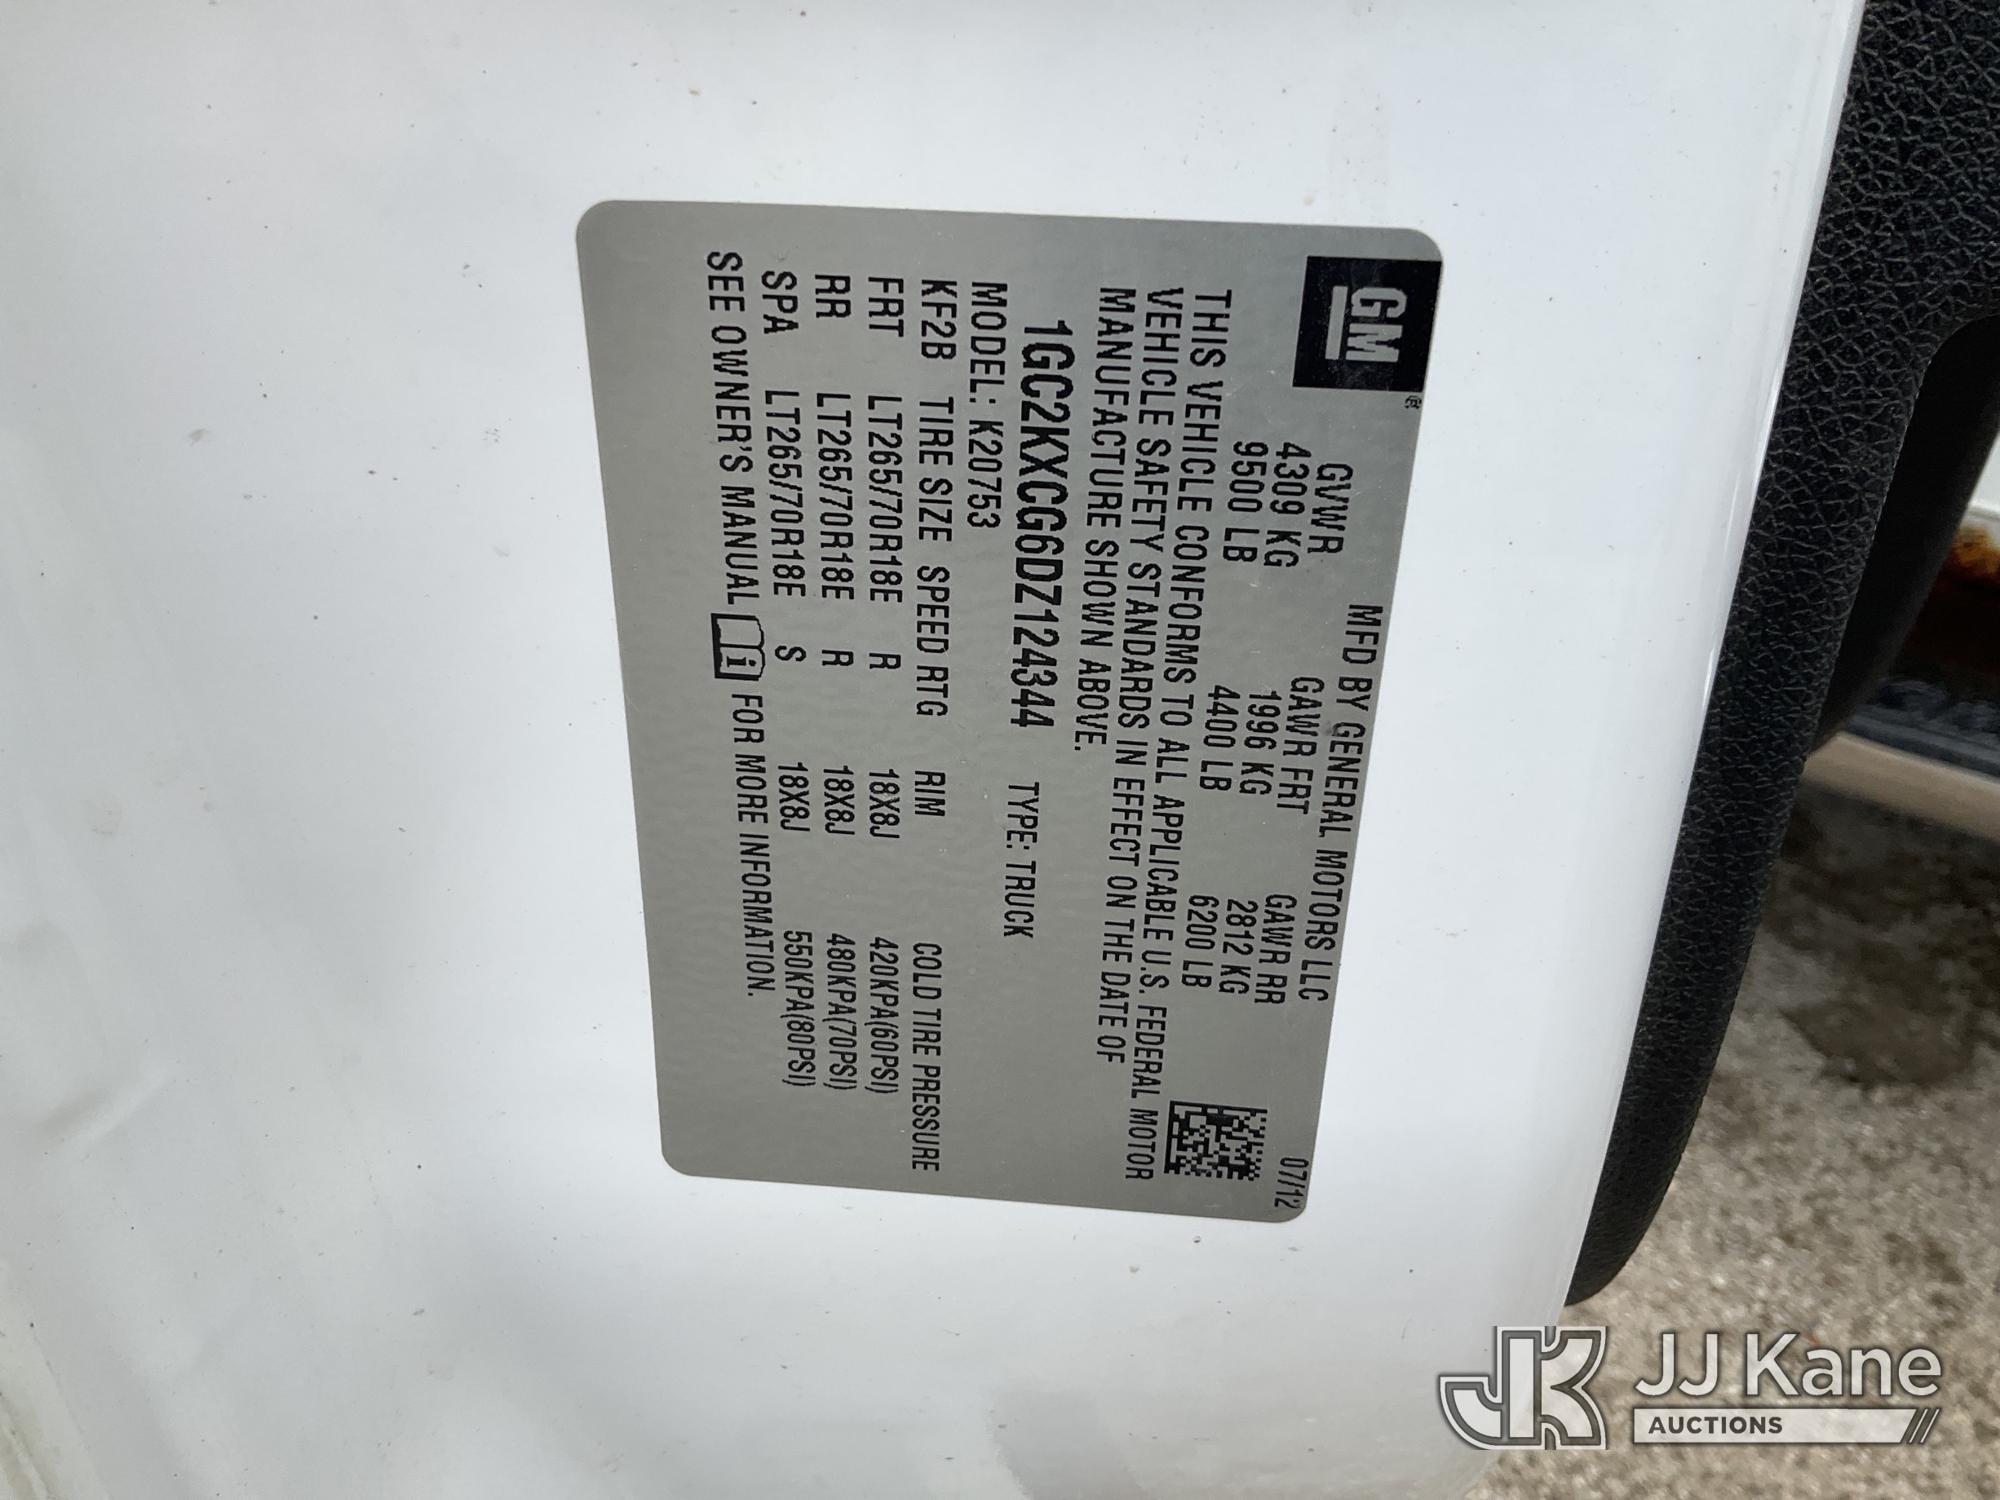 GM®
MFD BY GENERAL MOTORS LLC 07/12
GVWR GAWR FRT GAWR RR
4309 KG 1996 KG 2812 KG
9500 LB 4400 LB 6200 LB
THIS VEHICLE CONFORMS TO ALL APPLICABLE U.S. FEDERAL MOTOR
VEHICLE SAFETY STANDARDS IN EFFECT ON THE DATE OF
MANUFACTURE SHOWN ABOVE.
1GC2KXCG6DZ124344 TYPE: TRUCK
MODEL: K20753
KF2B TIRE SIZE SPEED RTG RIM COLD TIRE PRESSURE
FRT LT265/70R18E R 18X8J 420KPA(60PSI)
RR LT265/70R18E R 18X8J 480KPA(70PSI)
SPA LT265/70R18E S 18X8J 550KPA(80PSI)
SEE OWNER'S MANUAL i FOR MORE INFORMATION.
JK JJ Kane
AUCTIONS